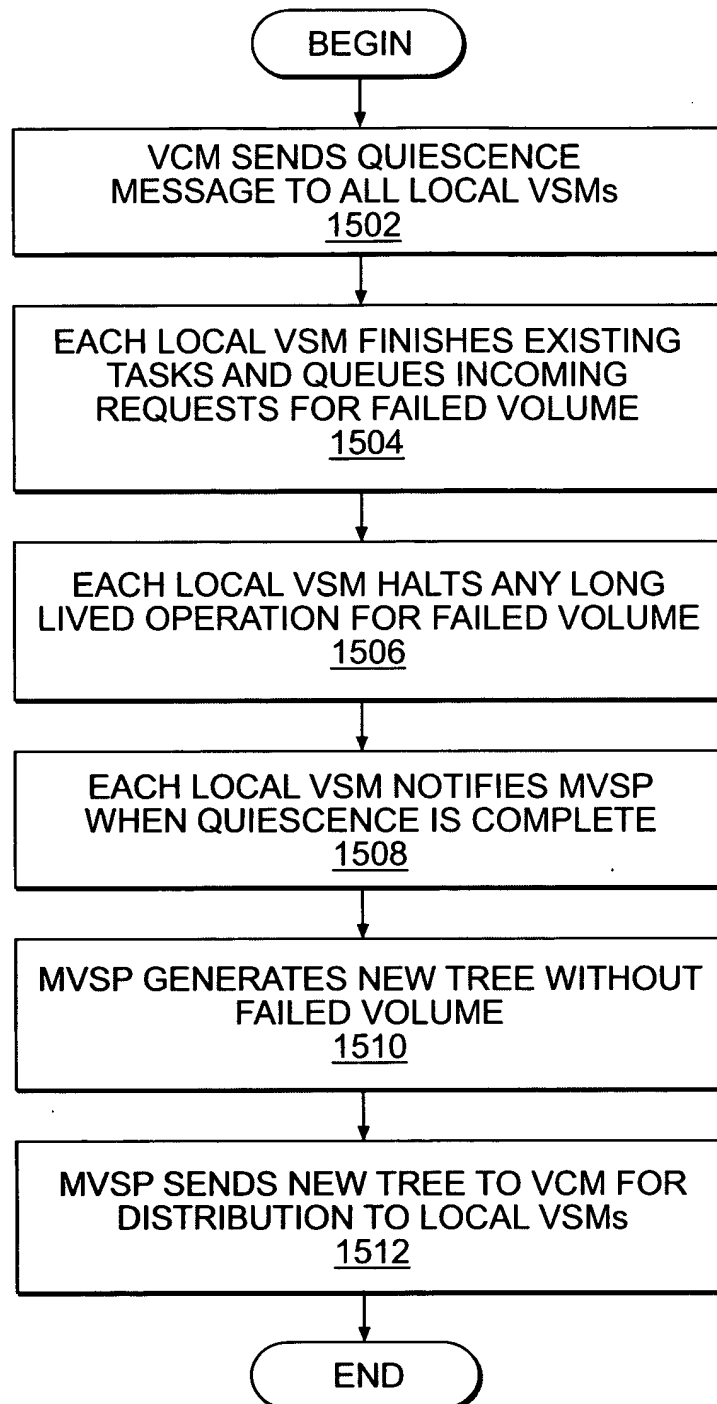 BEGIN
VCM SENDS QUIESCENCE
MESSAGE TO ALL LOCAL VSMs
1502
EACH LOCAL VSM FINISHES EXISTING
TASKS AND QUEUES INCOMING
REQUESTS FOR FAILED VOLUME
1504
EACH LOCAL VSM HALTS ANY LONG
LIVED OPERATION FOR FAILED VOLUME
1506
EACH LOCAL VSM NOTIFIES MVSP
WHEN QUIESCENCE IS COMPLETE
1508
MVSP GENERATES NEW TREE WITHOUT
FAILED VOLUME
1510
MVSP SENDS NEW TREE TO VCM FOR
DISTRIBUTION TO LOCAL VSMs
1512
END